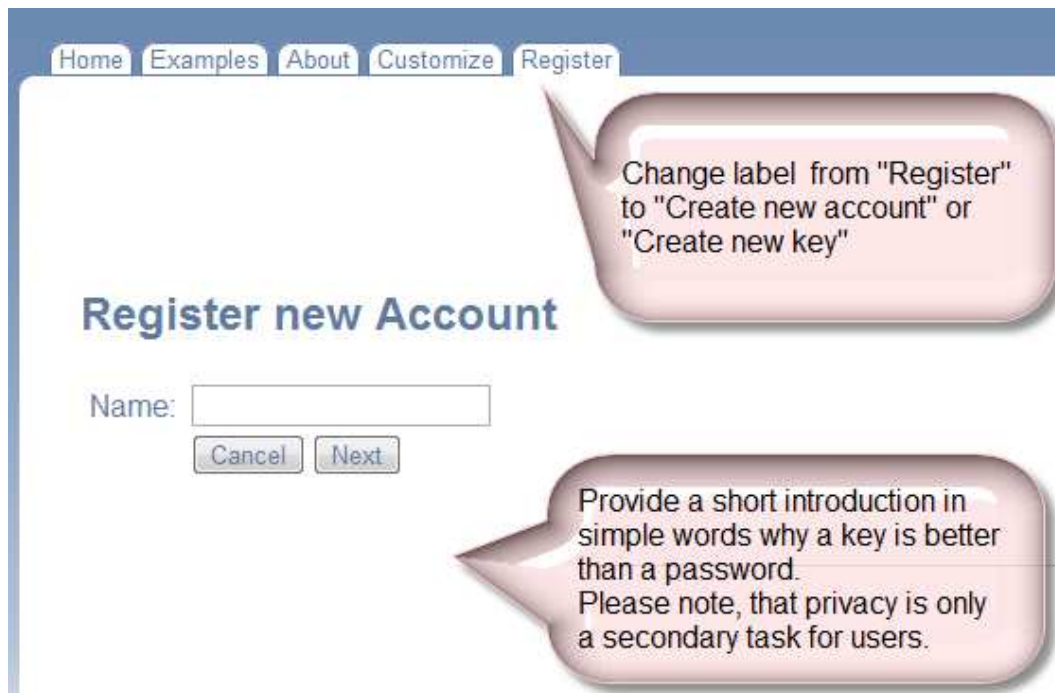 Home Examples About Customize Register
Change label from "Register"
to "Create new account" or
"Create new key"
Register new Account
Name:
Cancel Next
Provide a short introduction in
simple words why a key is better
than a password.
Please note, that privacy is only
a secondary task for users.